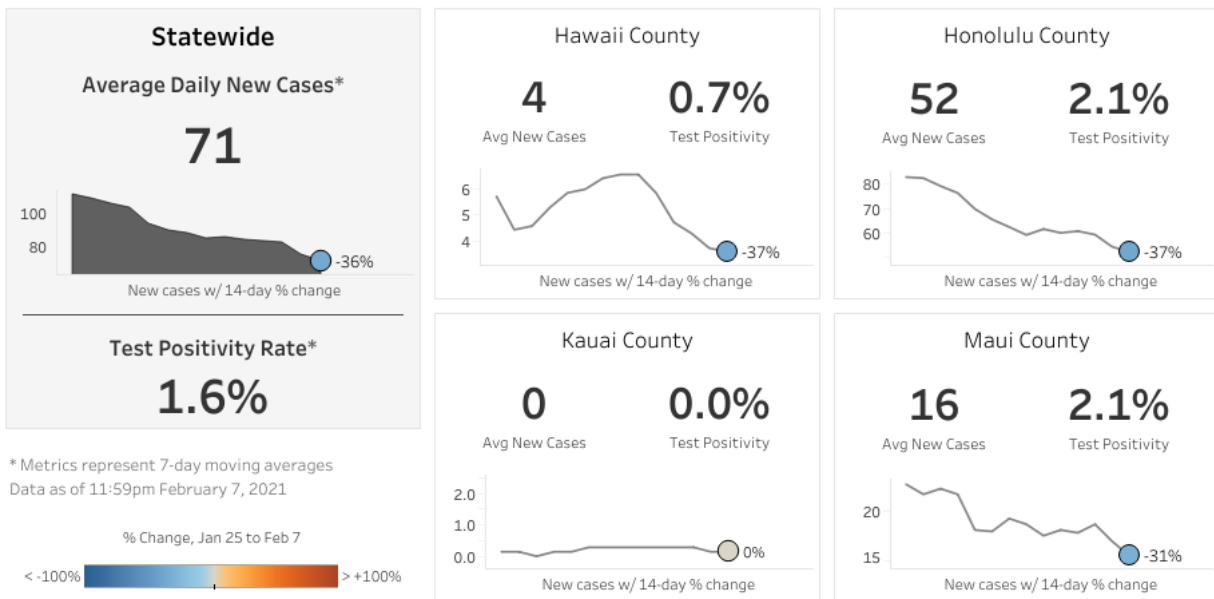 Statewide
Average Daily New Cases*
71
100
80
-36%
New cases w/ 14-day % change
Test Positivity Rate*
1.6%
* Metrics represent 7-day moving averages
Data as of 11:59pm February 7, 2021
% Change, Jan 25 to Feb 7
< -100% > +100%
Hawaii County
4 0.7%
Avg New Cases Test Positivity
6
5
4
-37%
New cases w/ 14-day % change
Honolulu County
52 2.1%
Avg New Cases Test Positivity
80
70
60
-37%
New cases w/ 14-day % change
Kauai County
0 0.0%
Avg New Cases Test Positivity
2.0
1.0
0.0 0%
New cases w/ 14-day % change
Maui County
16 2.1%
Avg New Cases Test Positivity
20
15 -31%
New cases w/ 14-day % change